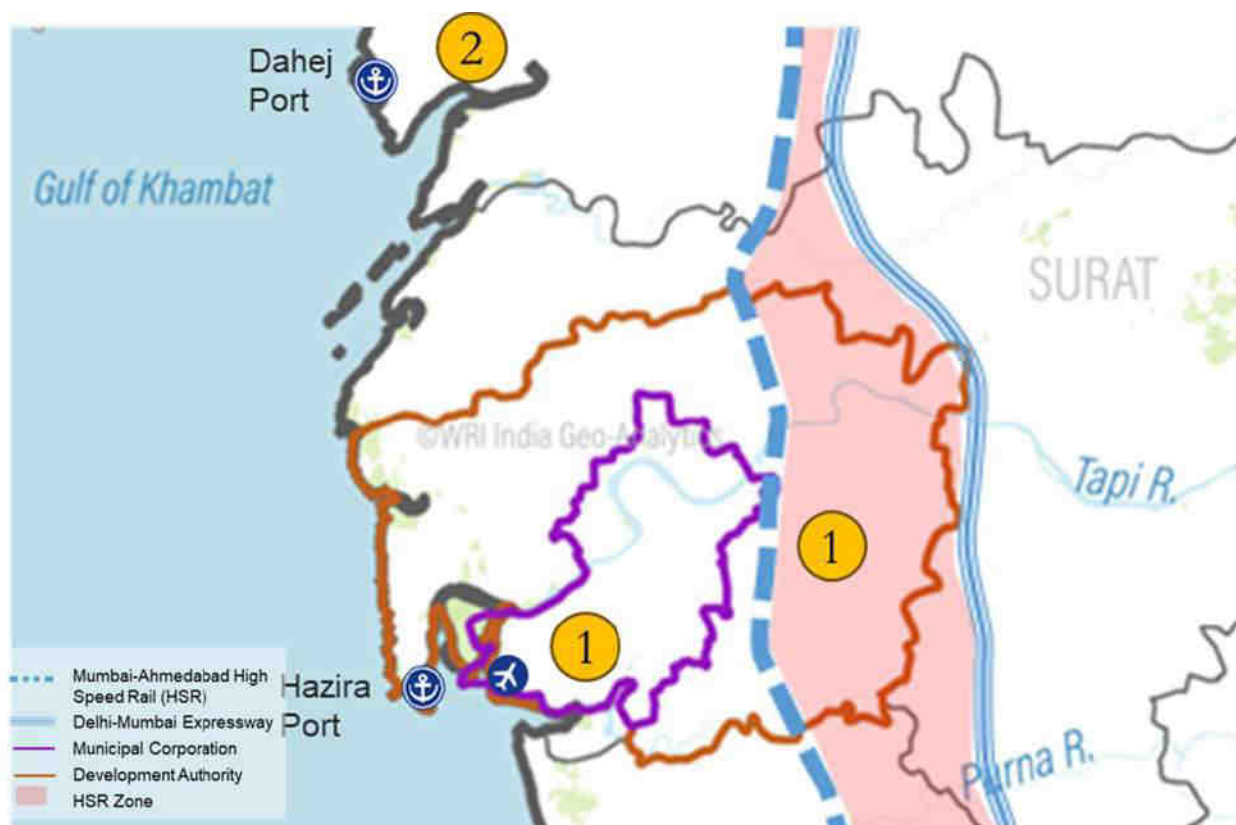 2
Dahej
Port
Gulf of Khambat
SURAT
©WRI India Geo-Analytics
Tapi R.
1
1
Mumbai-Ahmedabad High
Speed Rail (HSR)
Hazira
Port
Delhi-Mumbai Expressway
Municipal Corporation
Development Authority
HSR Zone
Purna R.